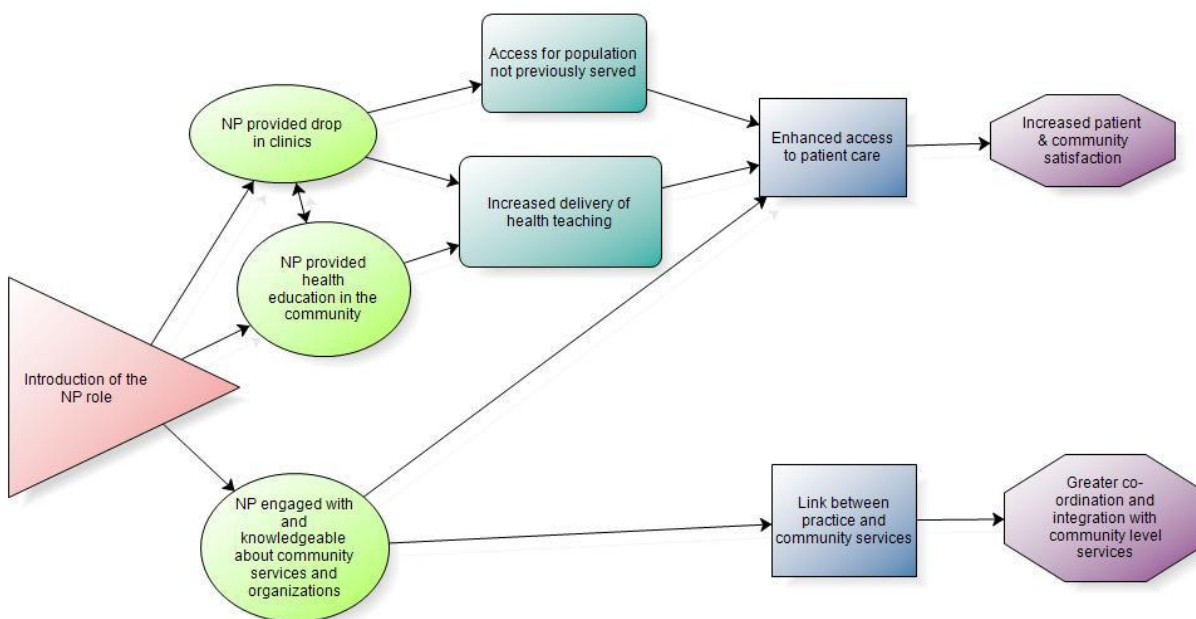 Access for population
not previously served
NP provided drop
in clinics
Enhanced access
to patient care
Increased patient
& community
satisfaction
Increased delivery of
health teaching
NP provided
health
education in the
community
Introduction of the
NP role
NP engaged with
and
knowledgeable
about community
services and
organizations
Link between
practice and
community services
Greater co-
ordination and
integration with
community level
services